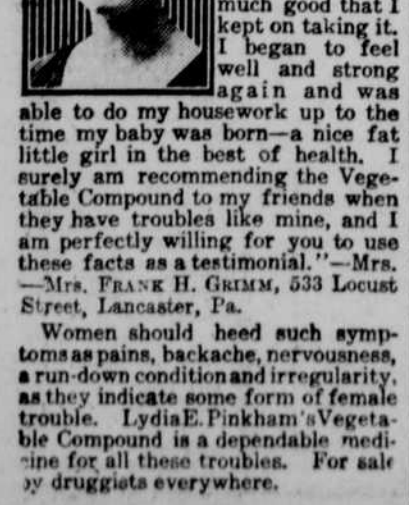 much good that I
kept on taking it.
I began to feel
well and strong
again and was
able to do my housework up to the
time my baby was born—a nice fat
little girl in the best of health. I
surely am recommending the Vege-
table Compound to my friends when
they have troubles like mine, and I
am perfectly willing for you to use
these facts as a testimonial."—Mrs.
—Mrs. FRANK H. GRIMM, 533 Locust
Street, Lancaster, Pa.
Women should heed such symp-
toms as pains, backache, nervousness,
a run-down condition and irregularity,
as they indicate some form of female
trouble. Lydia E. Pinkham's Vegeta-
ble Compound is a dependable medi-
cine for all these troubles. For sale
by druggists everywhere.